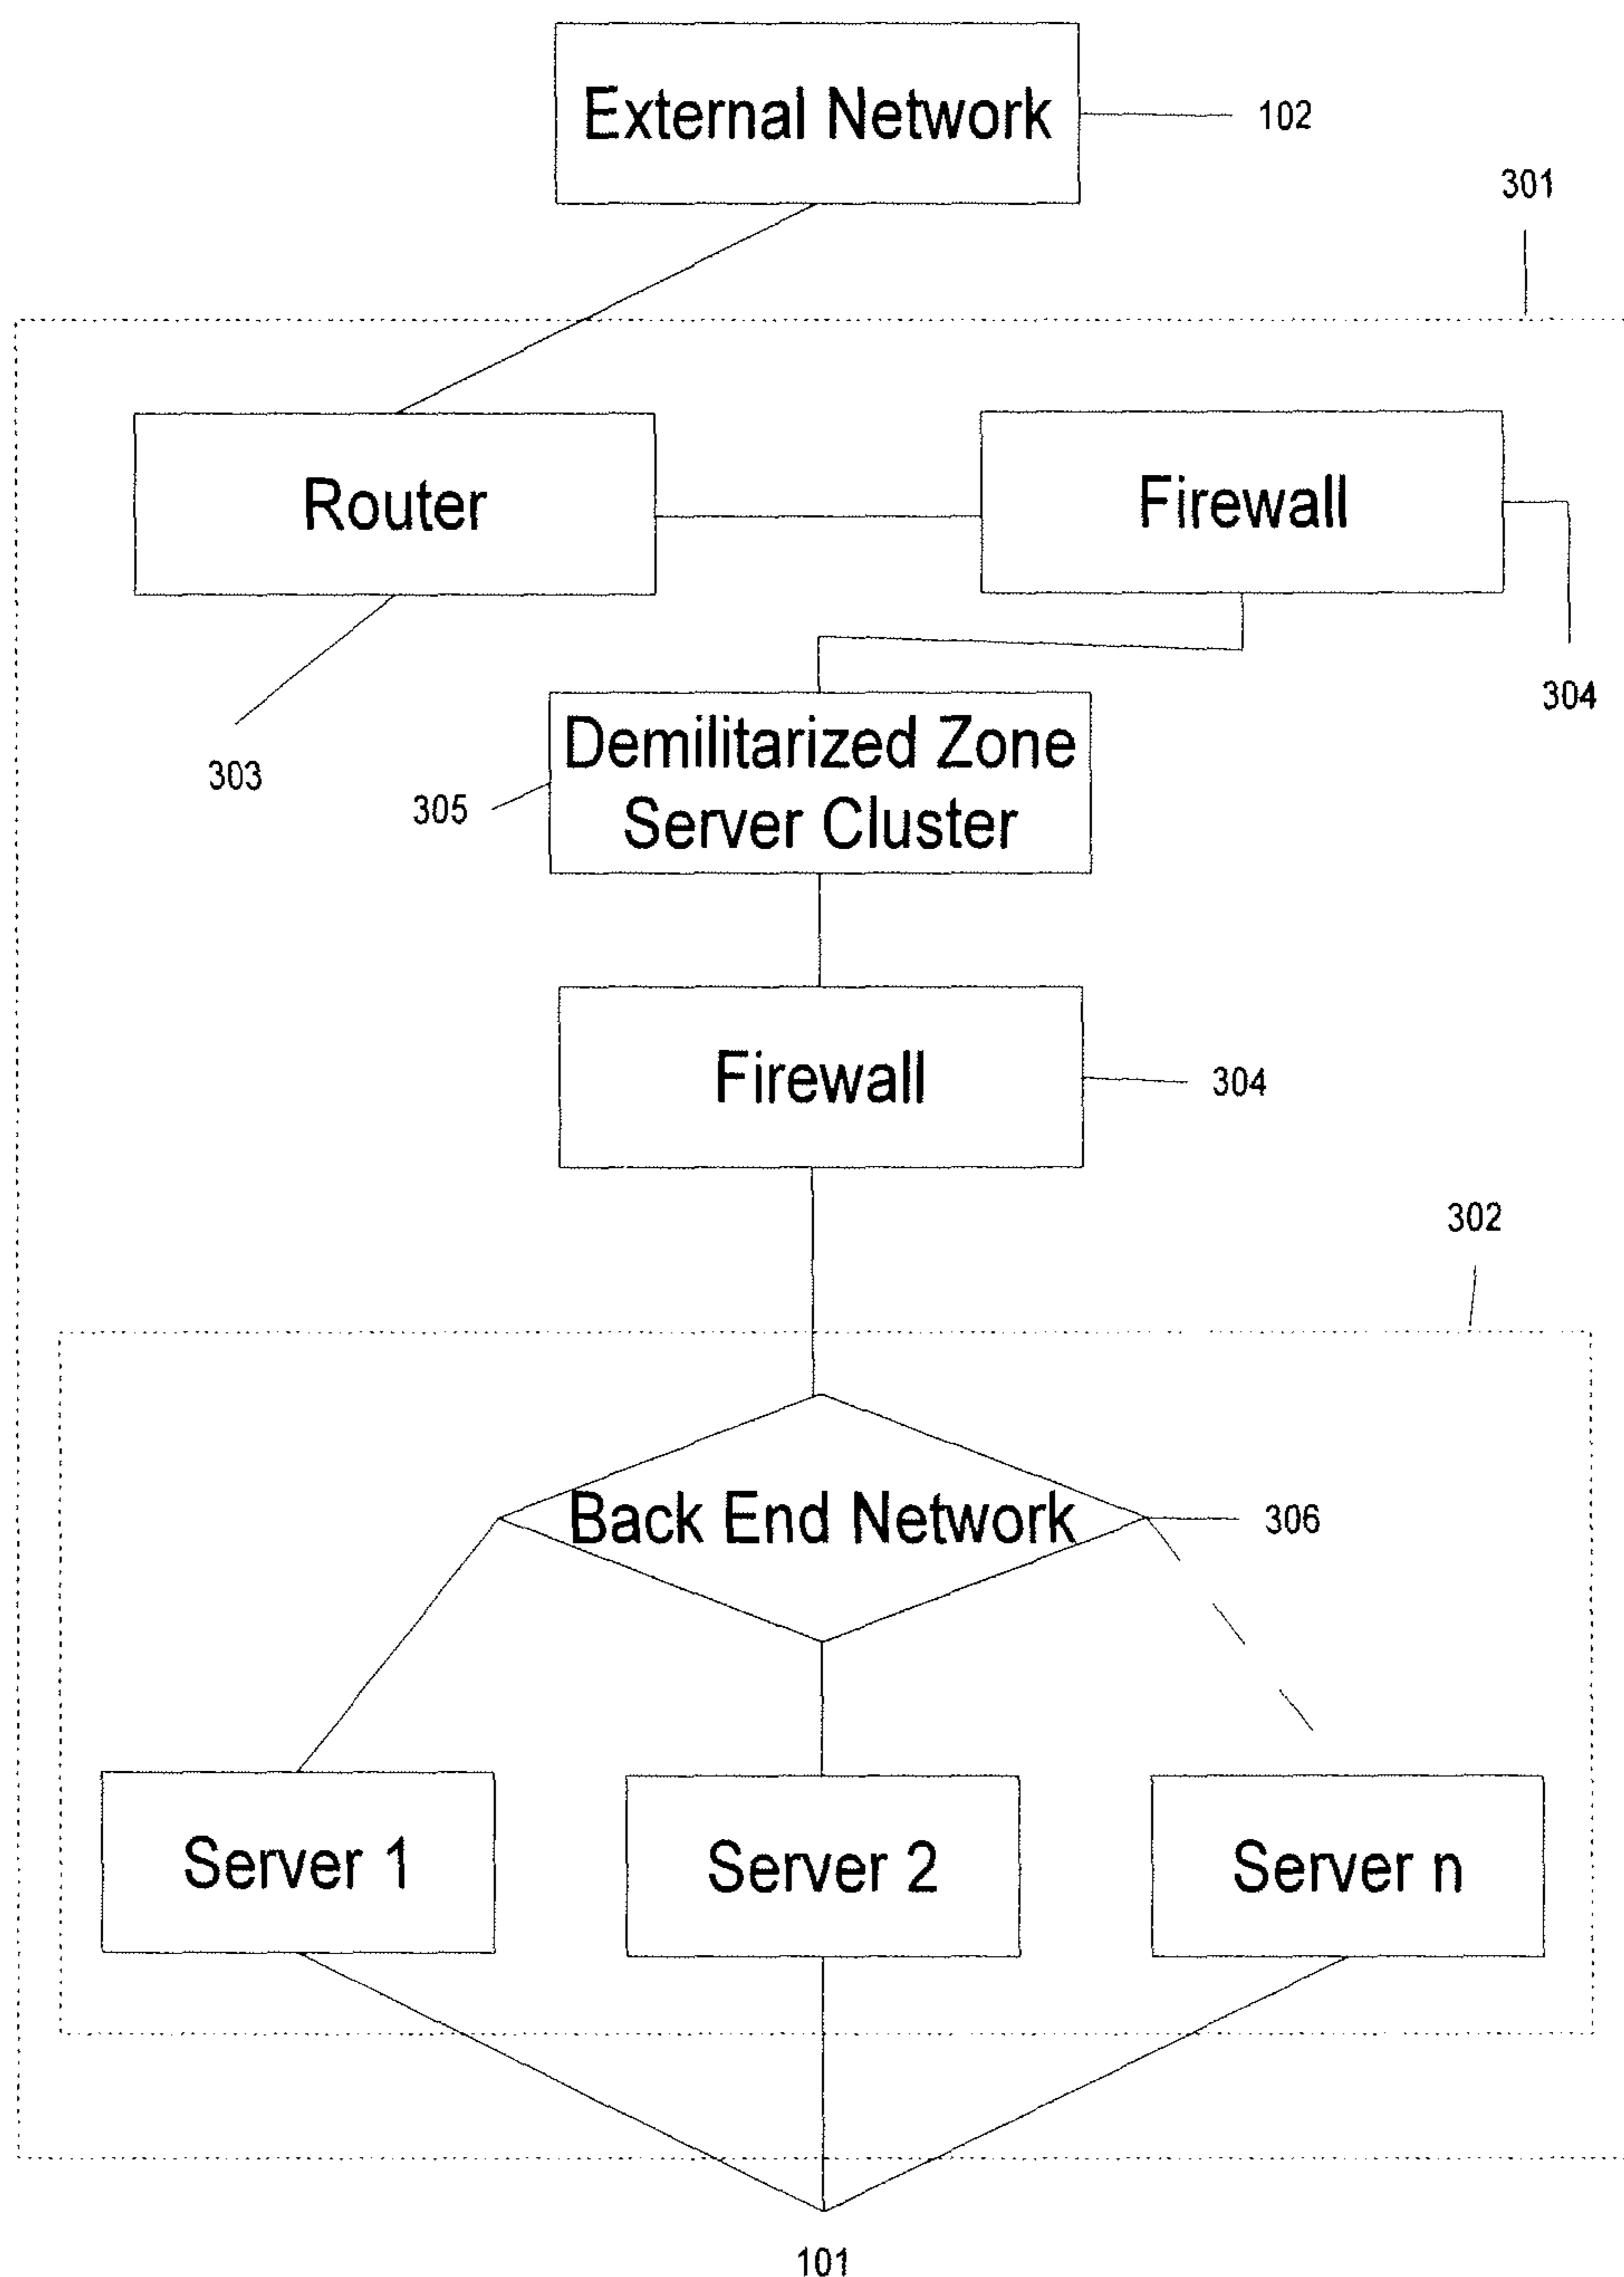 External Network
102
301
Router
Firewall
303
304
Demilitarized Zone
Server Cluster
305
Firewall
304
302
Back End Network
306
Server 1
Server 2
Server n
101